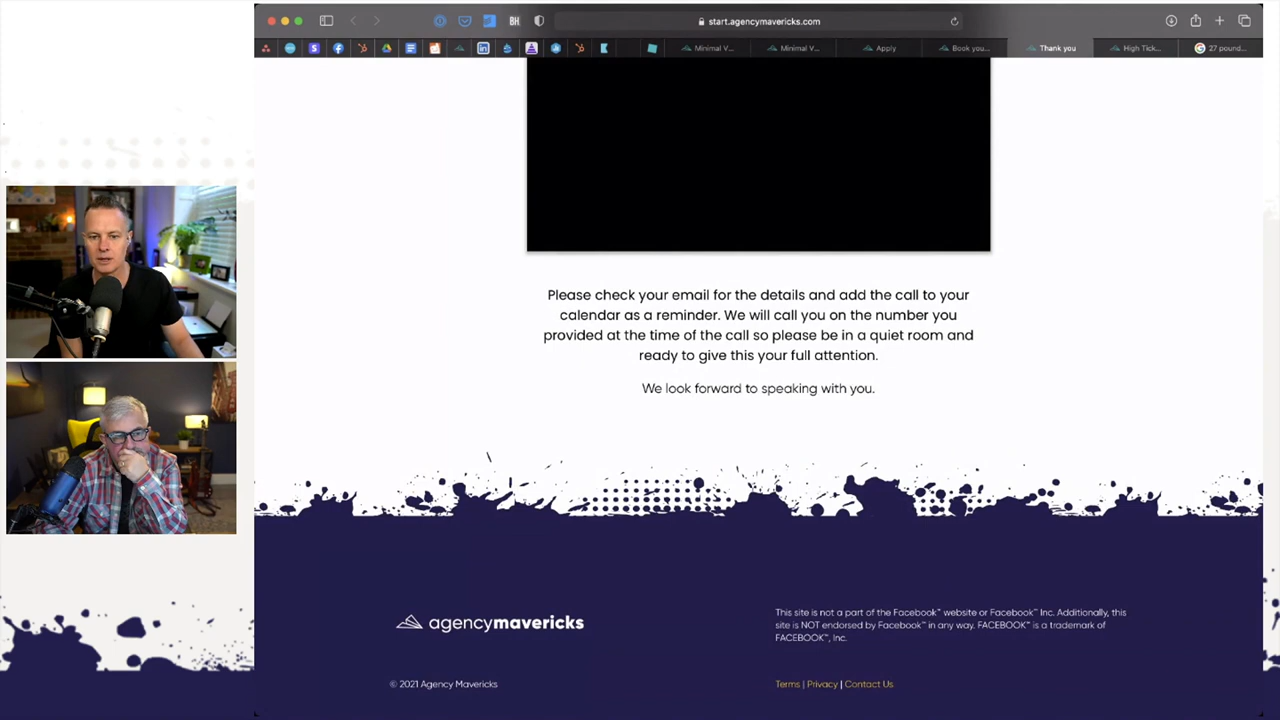 BH
start.agencymavericks.com
Minimal V...
Minimal V...
Apply
Book you...
Thank you
High Tick...
27 pound...
Please check your email for the details and add the call to your
calendar as a reminder. We will call you on the number you
provided at the time of the call so please be in a quiet room and
ready to give this your full attention.
We look forward to speaking with you.
agencymavericks
This site is not a part of the Facebook™ website or Facebook™ Inc. Additionally, this
site is NOT endorsed by Facebook™ in any way. FACEBOOK™ is a trademark of
FACEBOOK™, Inc.
© 2021 Agency Mavericks
Terms | Privacy | Contact Us